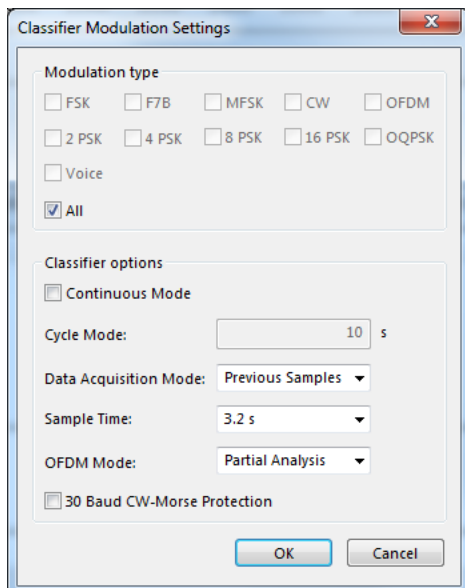 Classifier Modulation Settings
Modulation type
FSK F7B MFSK CW OFDM
2 PSK 4 PSK 8 PSK 16 PSK OQPSK
Voice
All
Classifier options
Continuous Mode
Cycle Mode: 10 s
Data Acquisition Mode: Previous Samples
Sample Time: 3.2 s
OFDM Mode: Partial Analysis
30 Baud CW-Morse Protection
OK Cancel